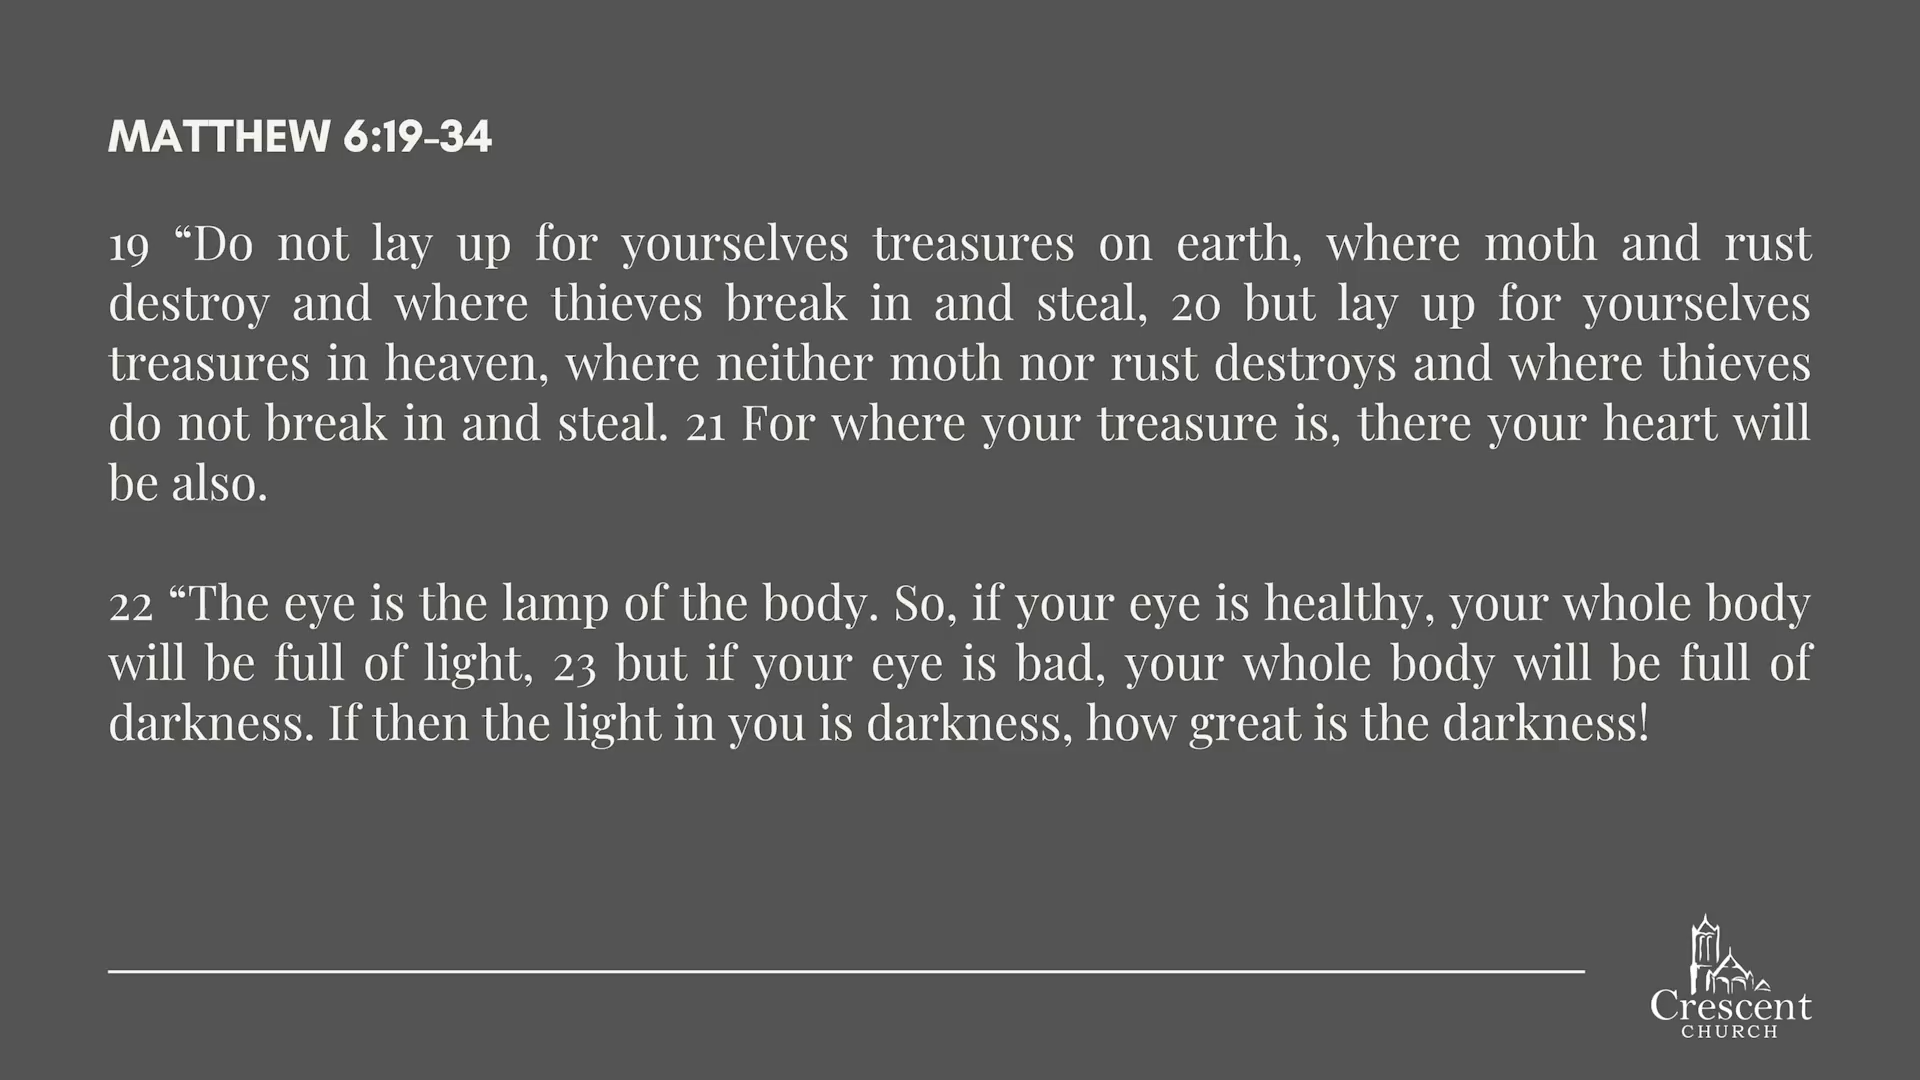 MATTHEW 6:19-34
19 “Do not lay up for yourselves treasures on earth, where moth and rust
destroy and where thieves break in and steal, 20 but lay up for yourselves
treasures in heaven, where neither moth nor rust destroys and where thieves
do not break in and steal. 21 For where your treasure is, there your heart will
be also.
22 “The eye is the lamp of the body. So, if your eye is healthy, your whole body
will be full of light, 23 but if your eye is bad, your whole body will be full of
darkness. If then the light in you is darkness, how great is the darkness!
Crescent
CHURCH